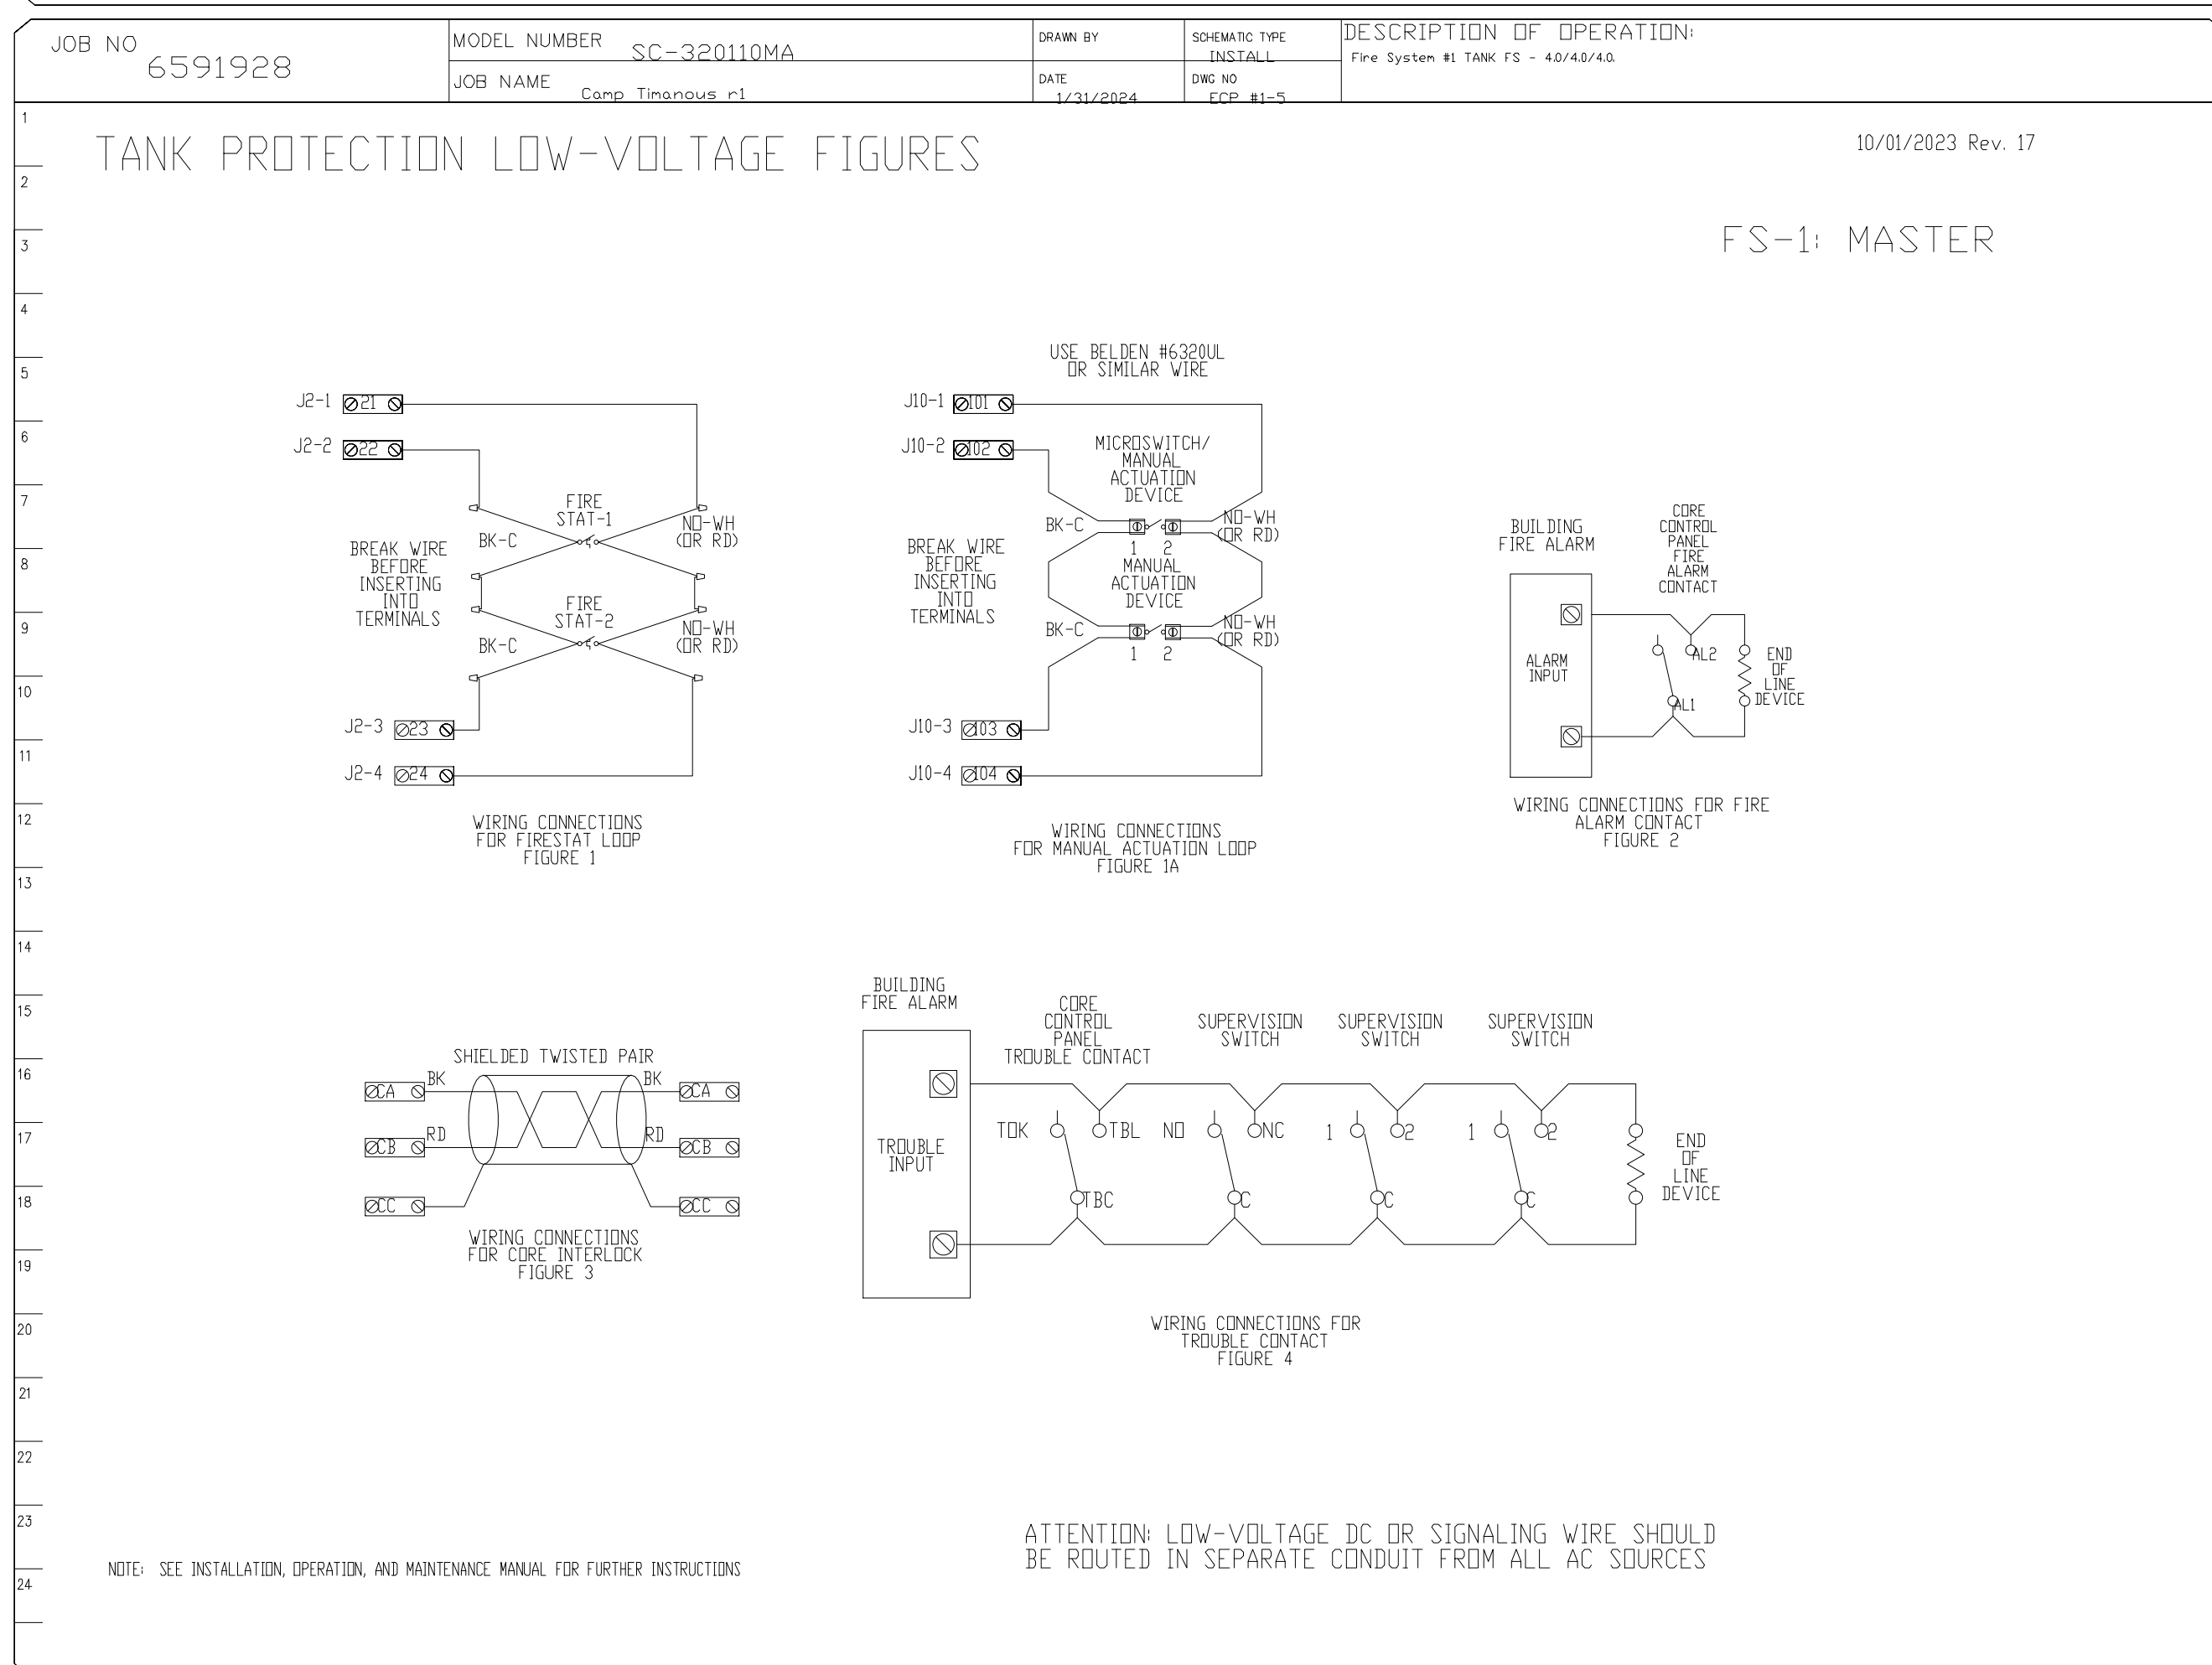 JOB NO
6591928
MODEL NUMBER
SC-320110MA
JOB NAME
Camp Timanous r1
DRAWN BY
DATE
1/31/2024
SCHEMATIC TYPE
INSTALL
DWG NO
ECP #1-5
DESCRIPTION OF OPERATION:
Fire System #1 TANK FS - 4.0/4.0/4.0.
1
2
3
4
5
6
7
8
9
10
11
12
13
14
15
16
17
18
19
20
21
22
23
24
TANK PROTECTION LOW-VOLTAGE FIGURES
10/01/2023 Rev. 17
FS-1: MASTER
J2-1
21
J2-2
22
FIRE
STAT-1
BK-C
NO-WH
(OR RD)
BREAK WIRE
BEFORE
INSERTING
INTO
TERMINALS
FIRE
STAT-2
BK-C
NO-WH
(OR RD)
J2-3
23
J2-4
24
WIRING CONNECTIONS
FOR FIRESTAT LOOP
FIGURE 1
USE BELDEN #6320UL
OR SIMILAR WIRE
J10-1
101
J10-2
102
MICROSWITCH/
MANUAL
ACTUATION
DEVICE
BK-C
NO-WH
(OR RD)
1 2
BREAK WIRE
BEFORE
INSERTING
INTO
TERMINALS
MANUAL
ACTUATION
DEVICE
BK-C
NO-WH
(OR RD)
1 2
J10-3
103
J10-4
104
WIRING CONNECTIONS
FOR MANUAL ACTUATION LOOP
FIGURE 1A
BUILDING
FIRE ALARM
CORE
CONTROL
PANEL
FIRE
ALARM
CONTACT
ALARM
INPUT
AL2
AL1
END
OF
LINE
DEVICE
WIRING CONNECTIONS FOR FIRE
ALARM CONTACT
FIGURE 2
SHIELDED TWISTED PAIR
CA
BK
BK
CA
CB
RD
RD
CB
CC
CC
WIRING CONNECTIONS
FOR CORE INTERLOCK
FIGURE 3
BUILDING
FIRE ALARM
CORE
CONTROL
PANEL
TROUBLE CONTACT
SUPERVISION
SWITCH
SUPERVISION
SWITCH
SUPERVISION
SWITCH
TROUBLE
INPUT
TOK
TBL
NO
NC
1
2
1
2
TBC
C
C
C
END
OF
LINE
DEVICE
WIRING CONNECTIONS FOR
TROUBLE CONTACT
FIGURE 4
NOTE: SEE INSTALLATION, OPERATION, AND MAINTENANCE MANUAL FOR FURTHER INSTRUCTIONS
ATTENTION: LOW-VOLTAGE DC OR SIGNALING WIRE SHOULD
BE ROUTED IN SEPARATE CONDUIT FROM ALL AC SOURCES